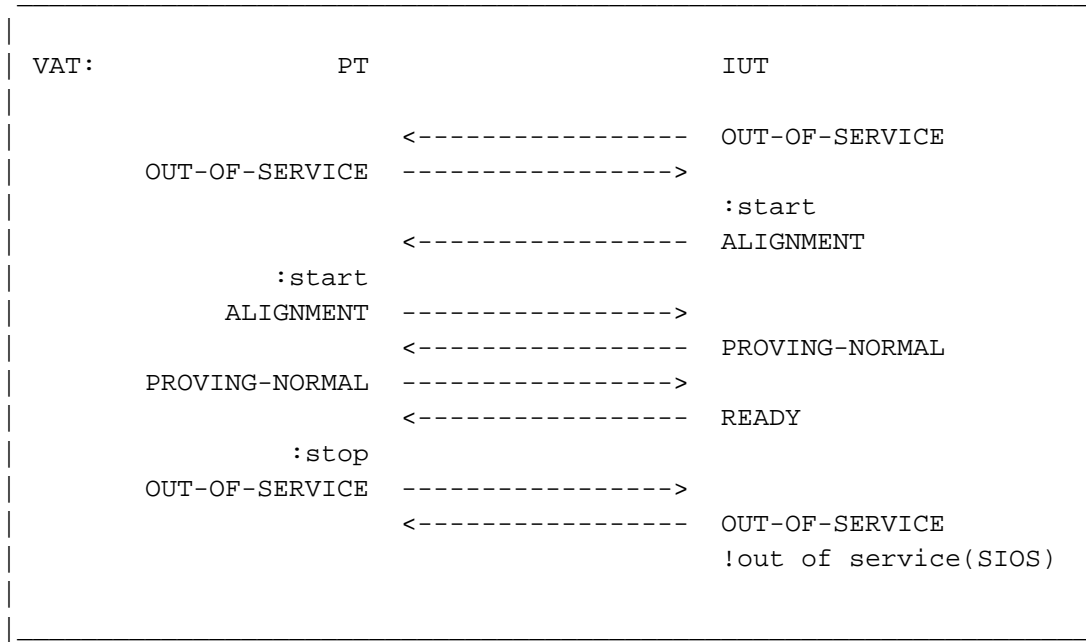 VAT: PT IUT
<----------------- OUT-OF-SERVICE
OUT-OF-SERVICE ----------------->
:start
<----------------- ALIGNMENT
:start
ALIGNMENT ----------------->
<----------------- PROVING-NORMAL
PROVING-NORMAL ----------------->
<----------------- READY
:stop
OUT-OF-SERVICE ----------------->
<----------------- OUT-OF-SERVICE
!out of service(SIOS)